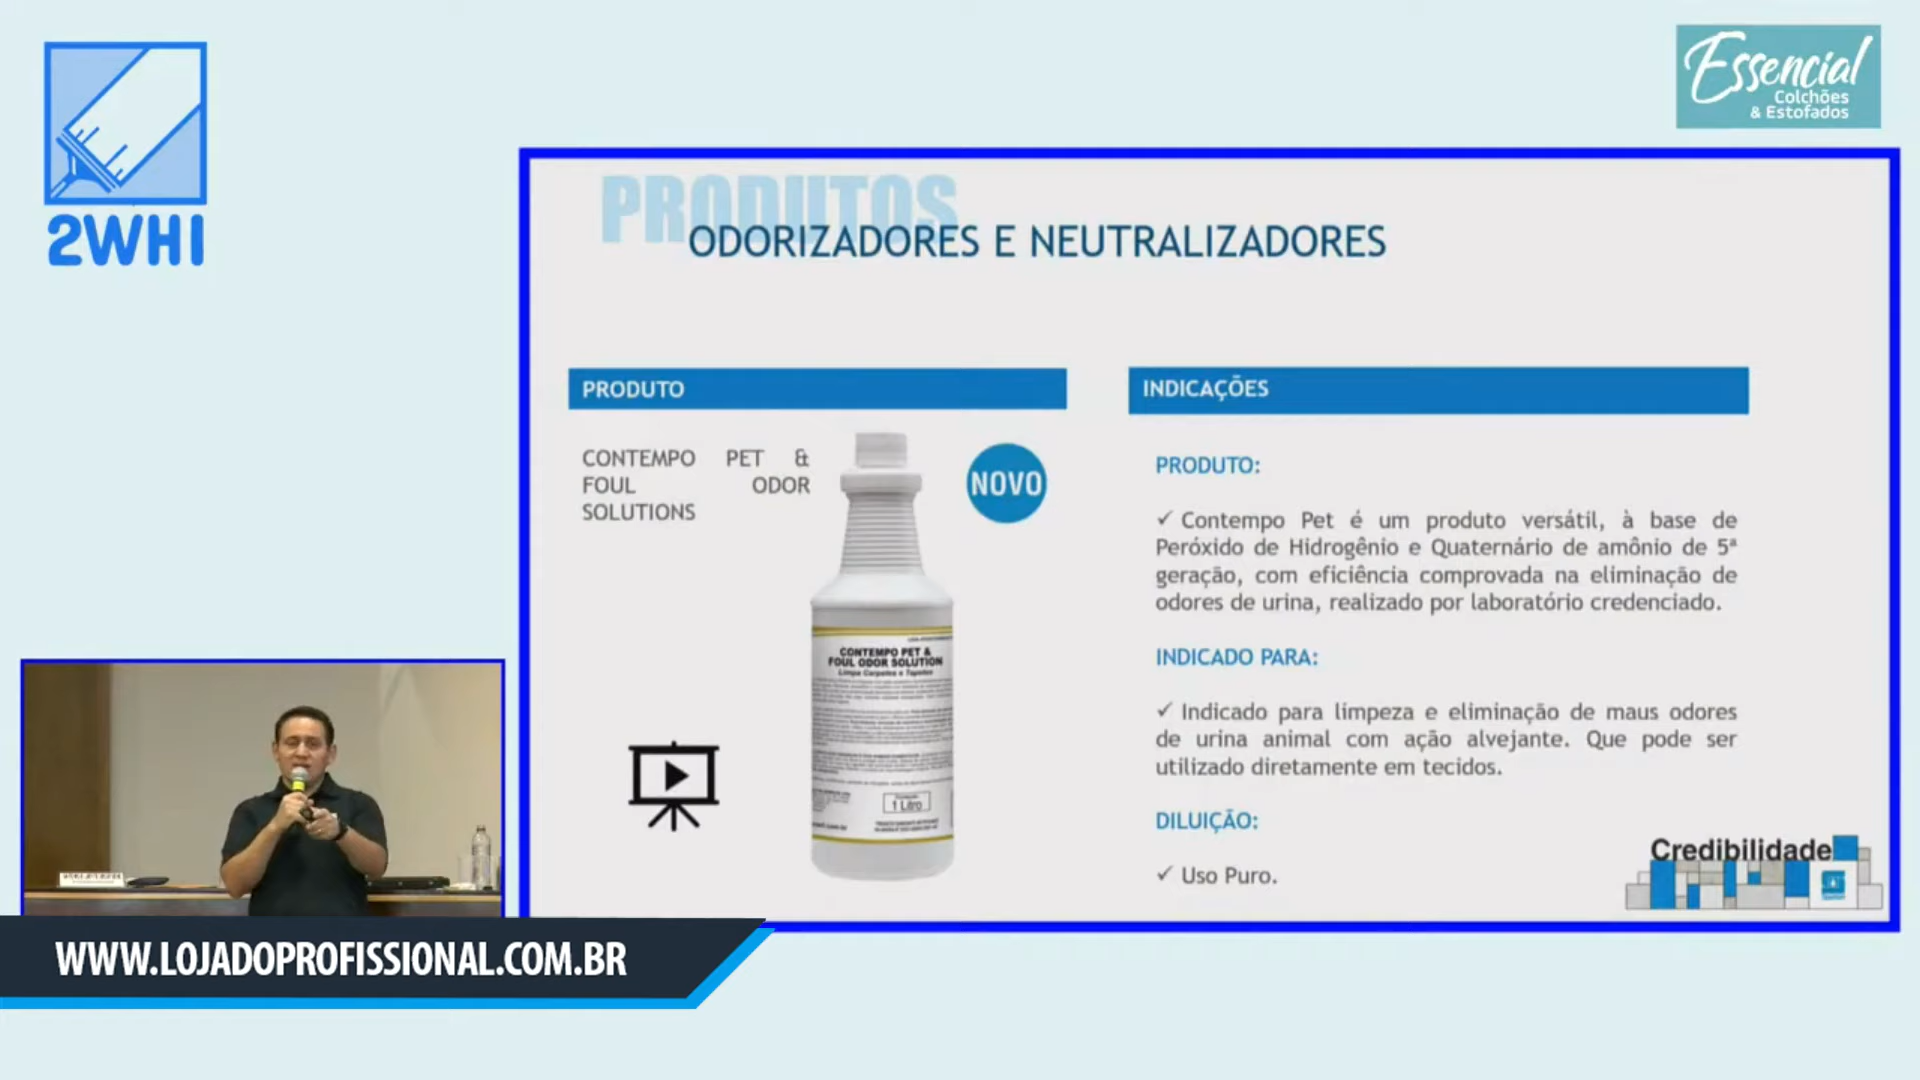 2WHI
Essencial
Colchões
& Estofados
PRODUTOS
ODORIZADORES E NEUTRALIZADORES
PRODUTO
CONTEMPO PET &
FOUL ODOR
SOLUTIONS
NOVO
CONTEMPO PET &
FOUL ODOR SOLUTION
Limpa Carpetes e Tapetes
1 Litro
INDICAÇÕES
PRODUTO:
✓ Contempo Pet é um produto versátil, à base de
Peróxido de Hidrogênio e Quaternário de amônio de 5ª
geração, com eficiência comprovada na eliminação de
odores de urina, realizado por laboratório credenciado.
INDICADO PARA:
✓ Indicado para limpeza e eliminação de maus odores
de urina animal com ação alvejante. Que pode ser
utilizado diretamente em tecidos.
DILUIÇÃO:
✓ Uso Puro.
Credibilidade
WWW.LOJADOPROFISSIONAL.COM.BR